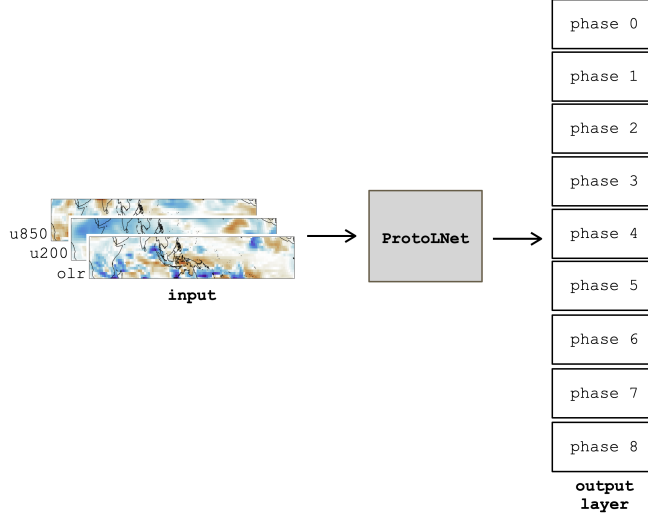 u850
u200
olr
input
ProtoLNet
phase 0
phase 1
phase 2
phase 3
phase 4
phase 5
phase 6
phase 7
phase 8
output
layer